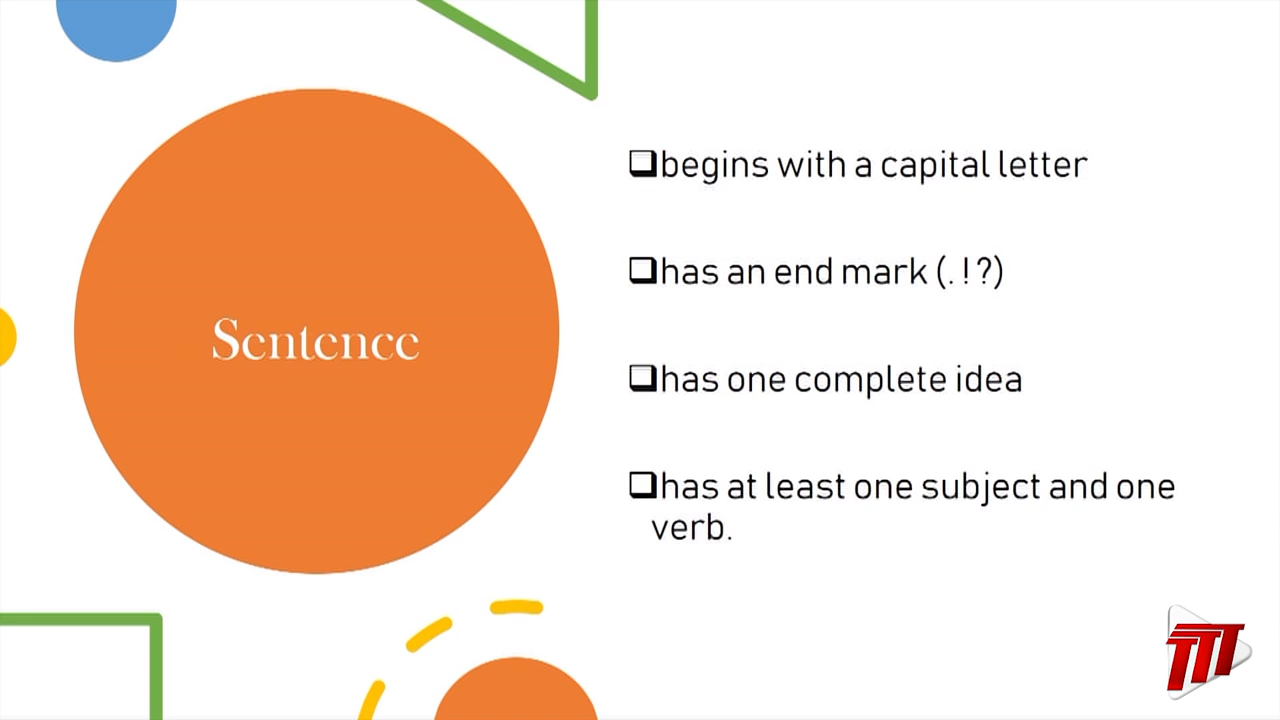 Sentence
❑begins with a capital letter
❑has an end mark (. ! ?)
❑has one complete idea
❑has at least one subject and one
verb.
TTT